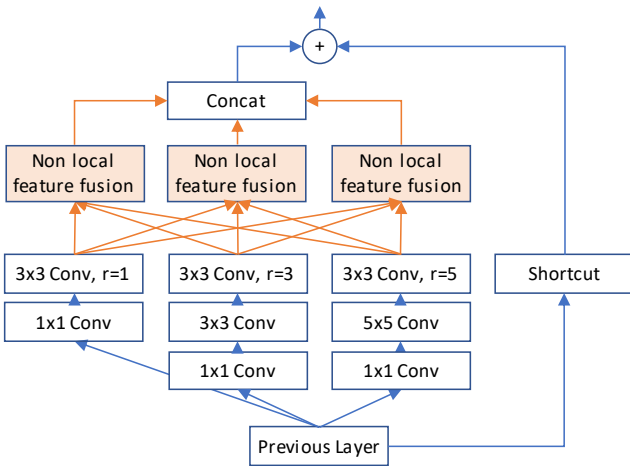 +
Concat
Non local
feature fusion
Non local
feature fusion
Non local
feature fusion
3x3 Conv, r=1
3x3 Conv, r=3
3x3 Conv, r=5
Shortcut
1x1 Conv
3x3 Conv
5x5 Conv
1x1 Conv
1x1 Conv
Previous Layer